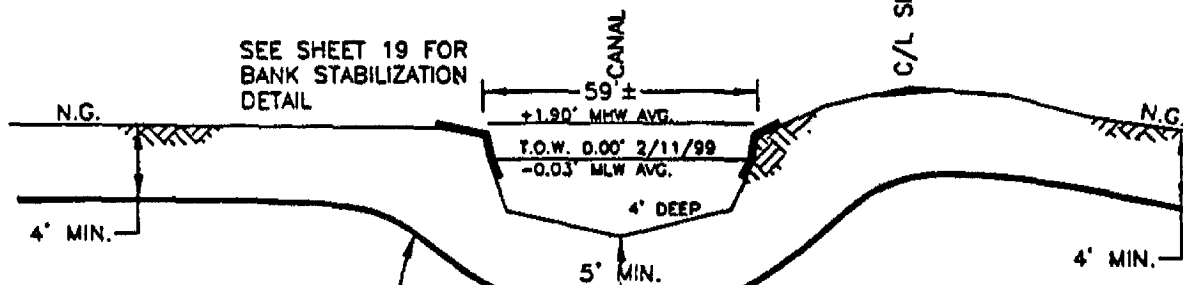 SEE SHEET 19 FOR
BANK STABILIZATION
DETAIL
CANAL
59'±
N.G.
+1.90' MHW AVG.
T.O.W. 0.00' 2/11/99
-0.03' MLW AVG.
4' DEEP
4' MIN.
5' MIN.
C/L
N.G.
4' MIN.